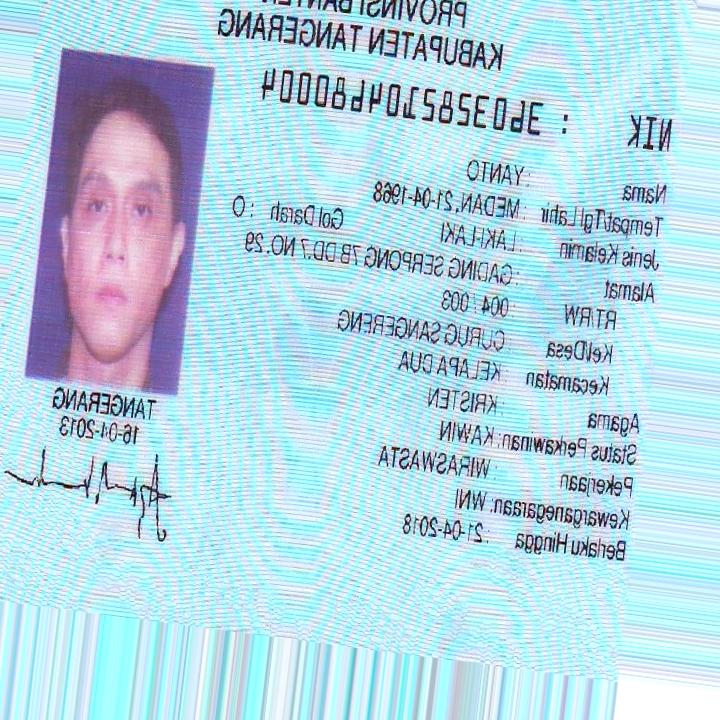 PROVINSI BANTEN
KABUPATEN TANGERANG
NIK : 3603282104680004
Nama : YANTO
Tempat/Tgl Lahir : MEDAN, 21-04-1968
Jenis Kelamin : LAKI-LAKI Gol Darah : O
Alamat : GADING SERPONG 7B DD.7 NO.29
RT/RW : 004 / 003
Kel/Desa : CURUG SANGERENG
Kecamatan : KELAPA DUA
Agama : KRISTEN
Status Perkawinan: KAWIN
Pekerjaan : WIRASWASTA
Kewarganegaraan: WNI
Berlaku Hingga : 21-04-2018
TANGERANG
16-04-2013